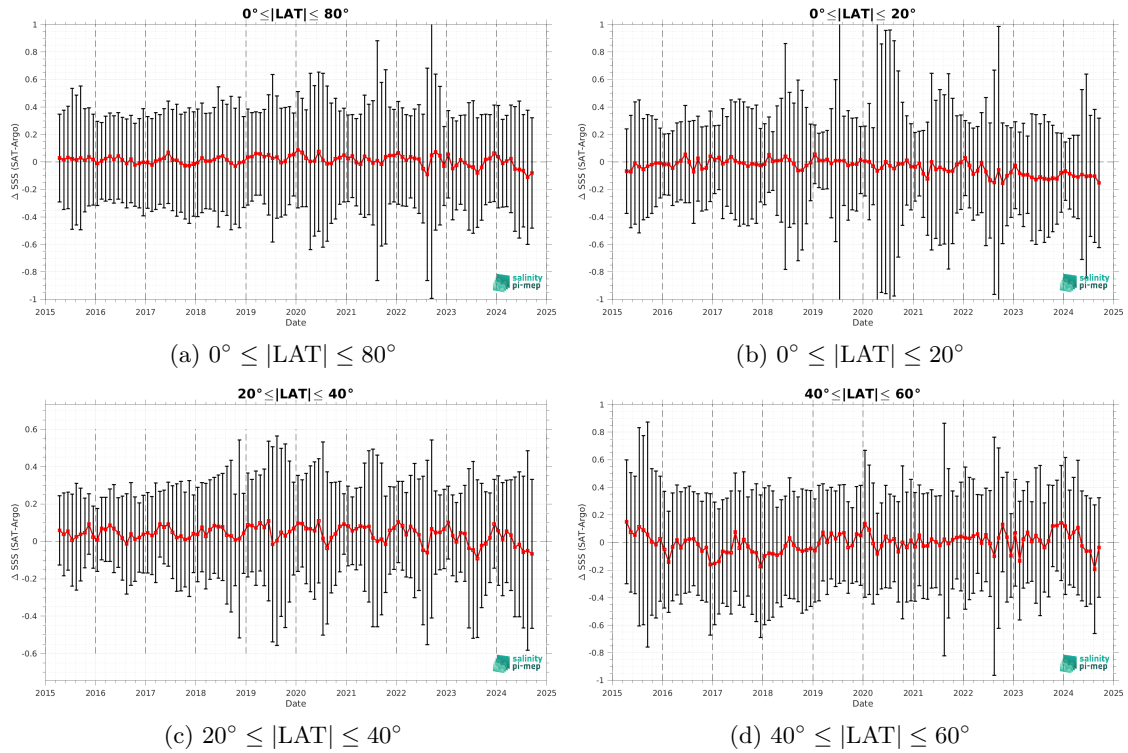 0°≤|LAT|≤ 80°
1
0.8
0.6
0.4
0.2
0
-0.2
-0.4
-0.6
-0.8
-1
Δ SSS (SAT-Argo)
2015 2016 2017 2018 2019 2020 2021 2022 2023 2024 2025
Date
salinity
pi-mep
(a) 0° ≤ |LAT| ≤ 80°
0°≤|LAT|≤ 20°
1
0.8
0.6
0.4
0.2
0
-0.2
-0.4
-0.6
-0.8
-1
Δ SSS (SAT-Argo)
2015 2016 2017 2018 2019 2020 2021 2022 2023 2024 2025
Date
salinity
pi-mep
(b) 0° ≤ |LAT| ≤ 20°
20°≤|LAT|≤ 40°
0.6
0.4
0.2
0
-0.2
-0.4
-0.6
Δ SSS (SAT-Argo)
2015 2016 2017 2018 2019 2020 2021 2022 2023 2024 2025
Date
salinity
pi-mep
(c) 20° ≤ |LAT| ≤ 40°
40°≤|LAT|≤ 60°
1
0.8
0.6
0.4
0.2
0
-0.2
-0.4
-0.6
-0.8
-1
Δ SSS (SAT-Argo)
2015 2016 2017 2018 2019 2020 2021 2022 2023 2024 2025
Date
salinity
pi-mep
(d) 40° ≤ |LAT| ≤ 60°